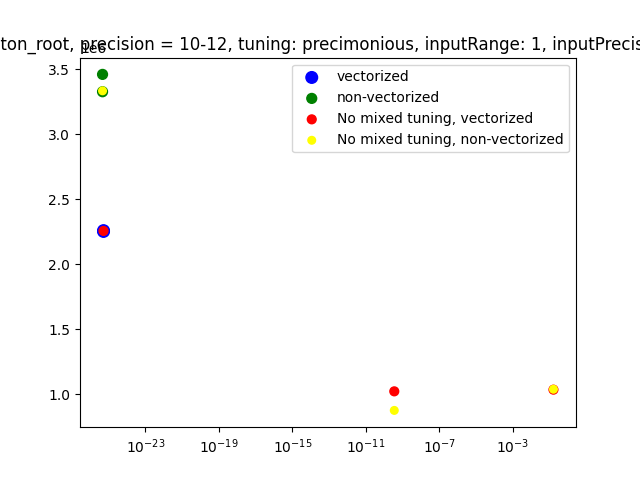 ton_root, precision = 10-12, tuning: precimonious, inputRange: 1, inputPrecis
1e6
3.5
3.0
2.5
2.0
1.5
1.0
vectorized
non-vectorized
No mixed tuning, vectorized
No mixed tuning, non-vectorized
10⁻²³ 10⁻¹⁹ 10⁻¹⁵ 10⁻¹¹ 10⁻⁷ 10⁻³